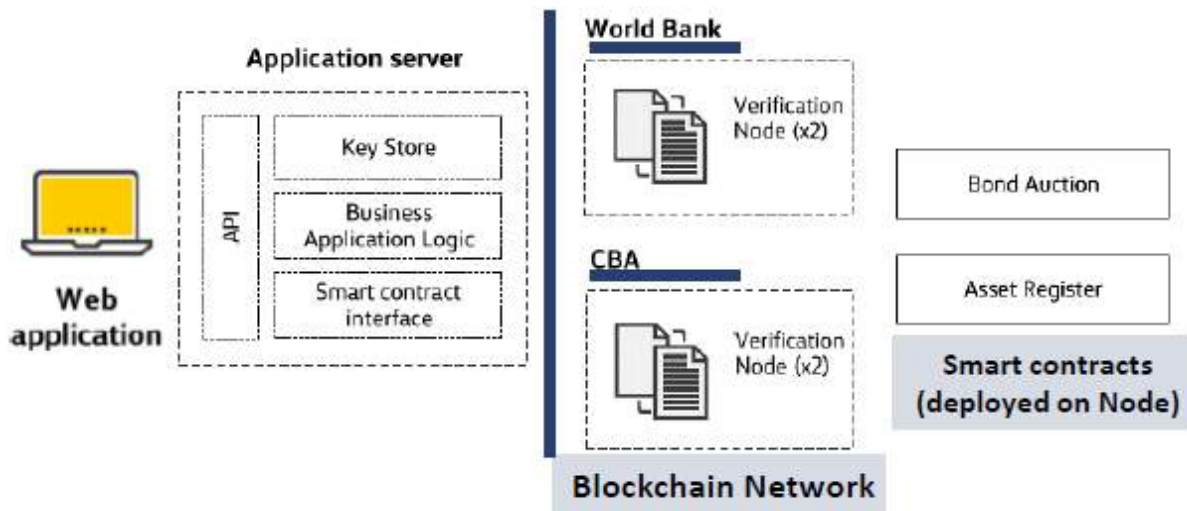 Application server
API
Key Store
Business
Application Logic
Smart contract
interface
Web
application
World Bank
Verification
Node (x2)
CBA
Verification
Node (x2)
Blockchain Network
Bond Auction
Asset Register
Smart contracts
(deployed on Node)